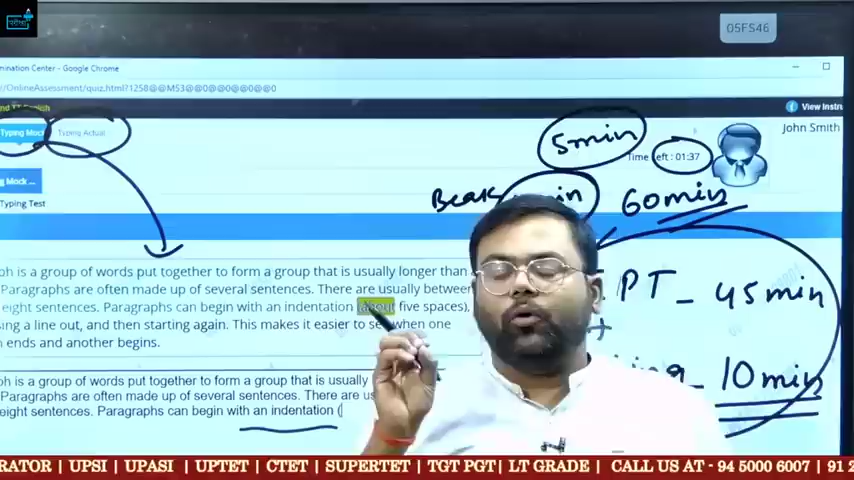 परीक्षा
05FS46
mination Center - Google Chrome
/OnlineAssessment/quiz.html?1258@@M53@@0@@0@@0@@0
View Instru
Typing Mock
Typing Actual
5min
John Smith
Time Left : 01:37
ng Mock ...
Typing Test
Beak
60min
ph is a group of words put together to form a group that is usually longer than
Paragraphs are often made up of several sentences. There are usually between
PT - 45min
eight sentences. Paragraphs can begin with an indentation (about five spaces),
ing a line out, and then starting again. This makes it easier to see when one
+
ends and another begins.
10min
ph is a group of words put together to form a group that is usually
Paragraphs are often made up of several sentences. There are us
eight sentences. Paragraphs can begin with an indentation (
RATOR | UPSI | UPASI | UPTET | CTET | SUPERTET | TGT PGT| LT GRADE | CALL US AT - 94 5000 6007 | 91 2